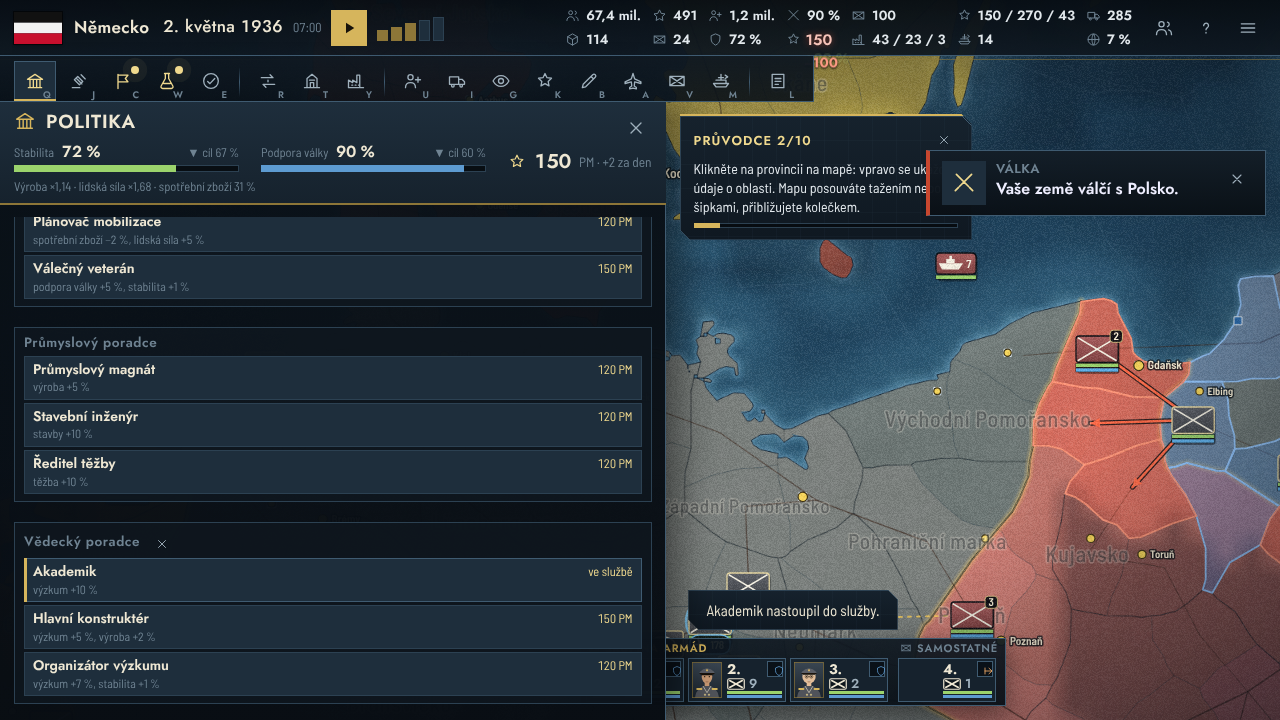 Německo
2. května 1936
07:00
67,4 mil.
491
1,2 mil.
90 %
100
150 / 270 / 43
285
114
24
72 %
150
43 / 23 / 3
14
7 %
100
Q
J
C
W
E
R
T
Y
U
I
G
K
B
A
V
M
L
POLITIKA
Stabilita 72 %
▼ cíl 67 %
Podpora války 90 %
▼ cíl 60 %
150 PM · +2 za den
Výroba ×1,14 · lidská síla ×1,68 · spotřební zboží 31 %
Plánovač mobilizace
120 PM
spotřební zboží −2 %, lidská síla +5 %
Válečný veterán
150 PM
podpora války +5 %, stabilita +1 %
Průmyslový poradce
Průmyslový magnát
120 PM
výroba +5 %
Stavební inženýr
120 PM
stavby +10 %
Ředitel těžby
120 PM
těžba +10 %
Vědecký poradce
Akademik
ve službě
výzkum +10 %
Hlavní konstruktér
150 PM
výzkum +5 %, výroba +2 %
Organizátor výzkumu
120 PM
výzkum +7 %, stabilita +1 %
PRŮVODCE 2/10
Klikněte na provincii na mapě: vpravo se uk
údaje o oblasti. Mapu posouváte tažením ne
šipkami, přibližujete kolečkem.
VÁLKA
Vaše země válčí s Polskem.
7
2
Gdaňsk
Elbing
Východní Pomořansko
Západní Pomořansko
Pohraniční marka
Kujavsko
Toruň
3
Poznaň
Neumark
Akademik nastoupil do služby.
ARMÁD
SAMOSTATNÉ
2.
9
3.
2
4.
1